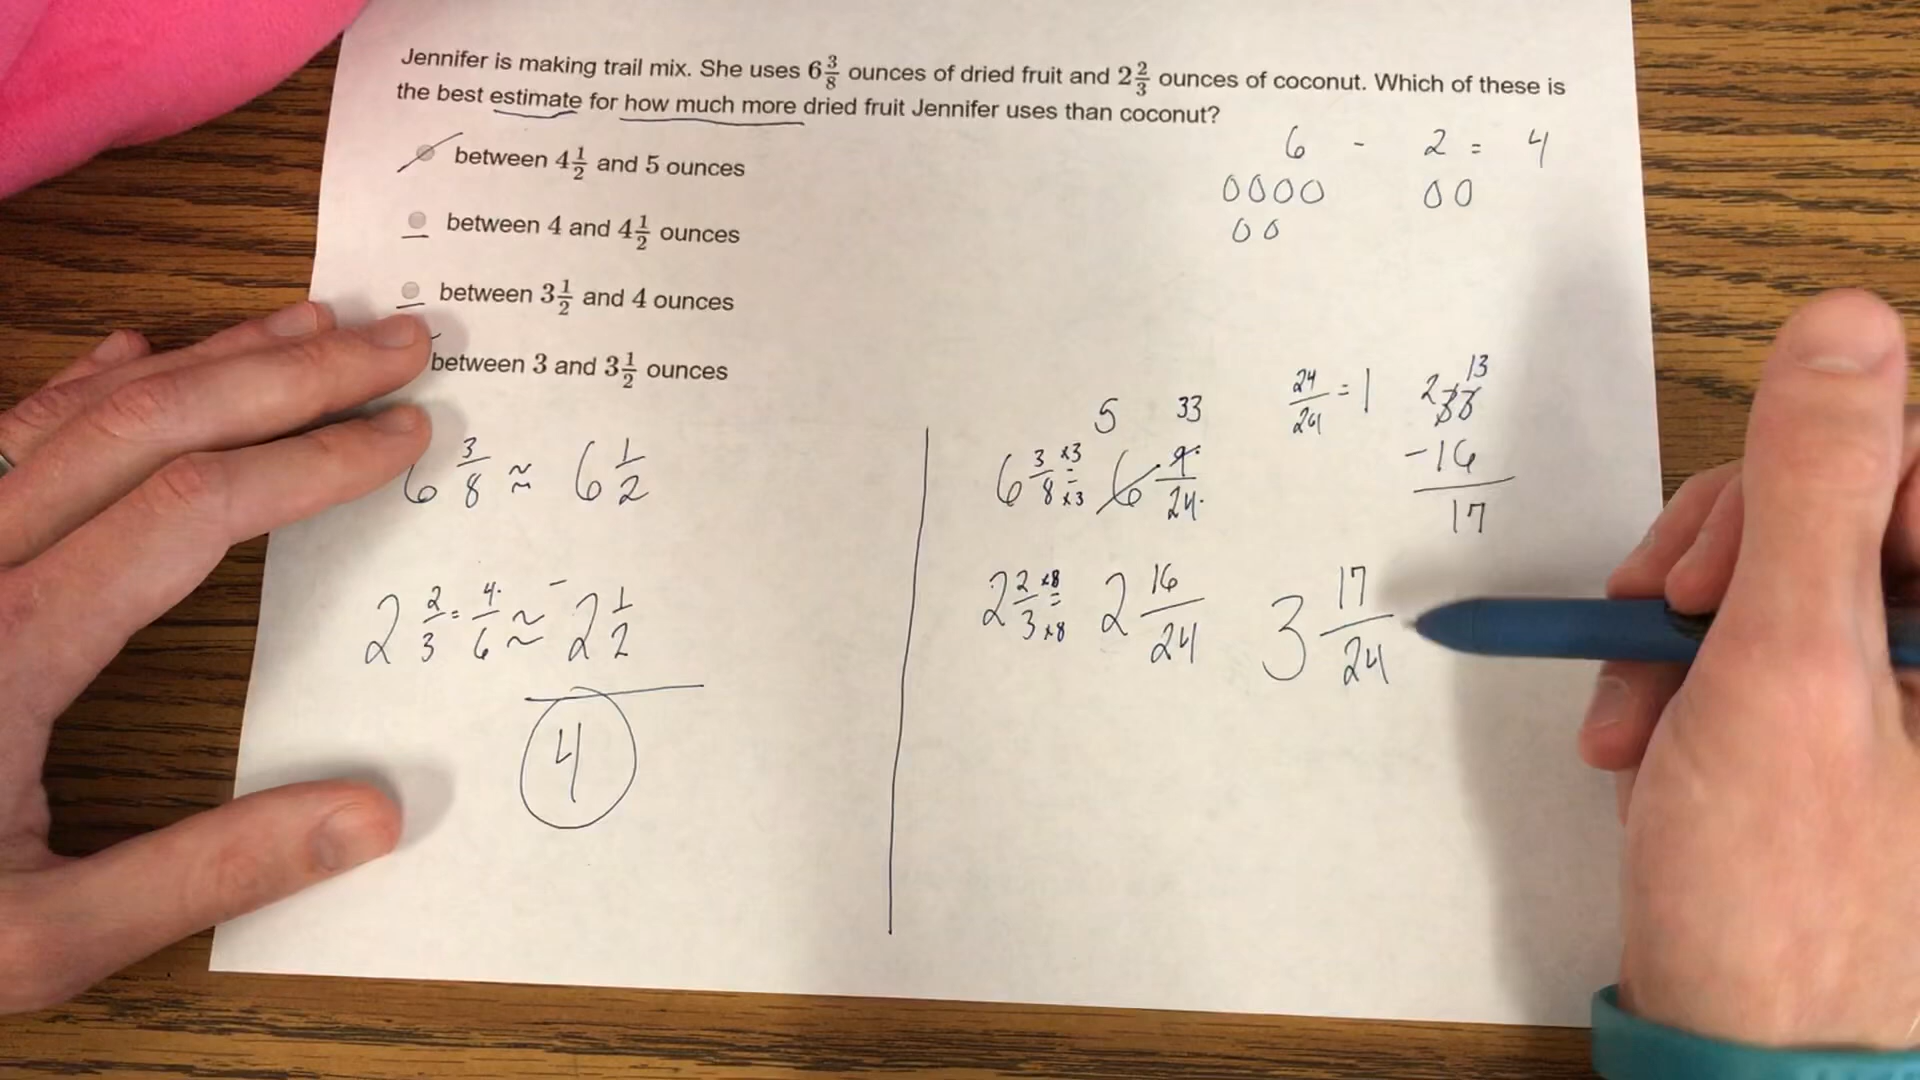 Jennifer is making trail mix. She uses 6 3/8 ounces of dried fruit and 2 2/3 ounces of coconut. Which of these is
the best estimate for how much more dried fruit Jennifer uses than coconut?
between 4 1/2 and 5 ounces
between 4 and 4 1/2 ounces
between 3 1/2 and 4 ounces
between 3 and 3 1/2 ounces
6 - 2 = 4
0000 00
00
6 3/8 ≈ 6 1/2
2 2/3 = 4/6 ≈ 2 1/2
4
5 33
6 3/8 ×3/×3 = 6 9/24
2 2/3 ×8/×8 = 2 16/24
3 17/24
24/24 = 1
2 13
33
-16
17